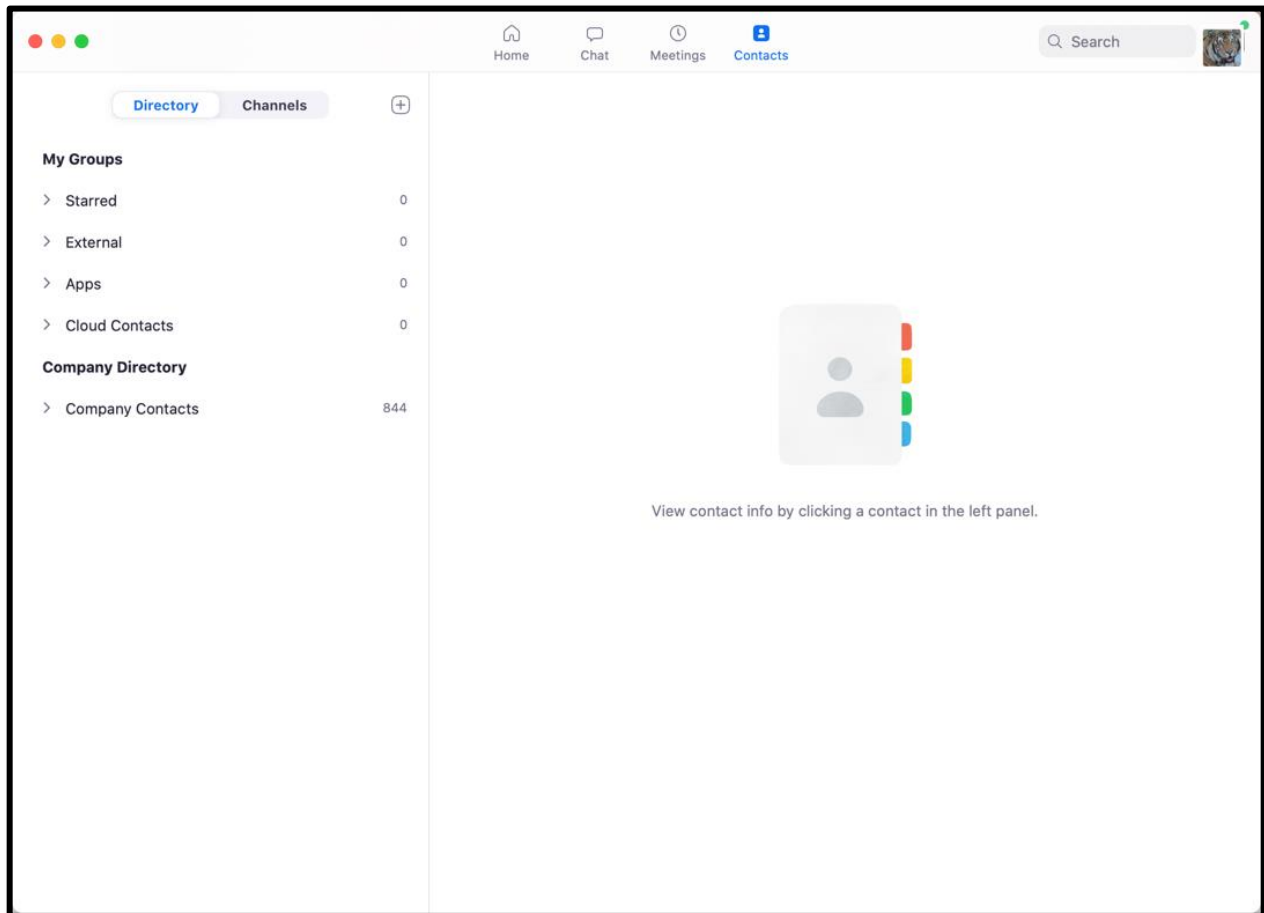 Home Chat Meetings Contacts Search
Directory Channels
My Groups
Starred 0
External 0
Apps 0
Cloud Contacts 0
Company Directory
Company Contacts 844
View contact info by clicking a contact in the left panel.